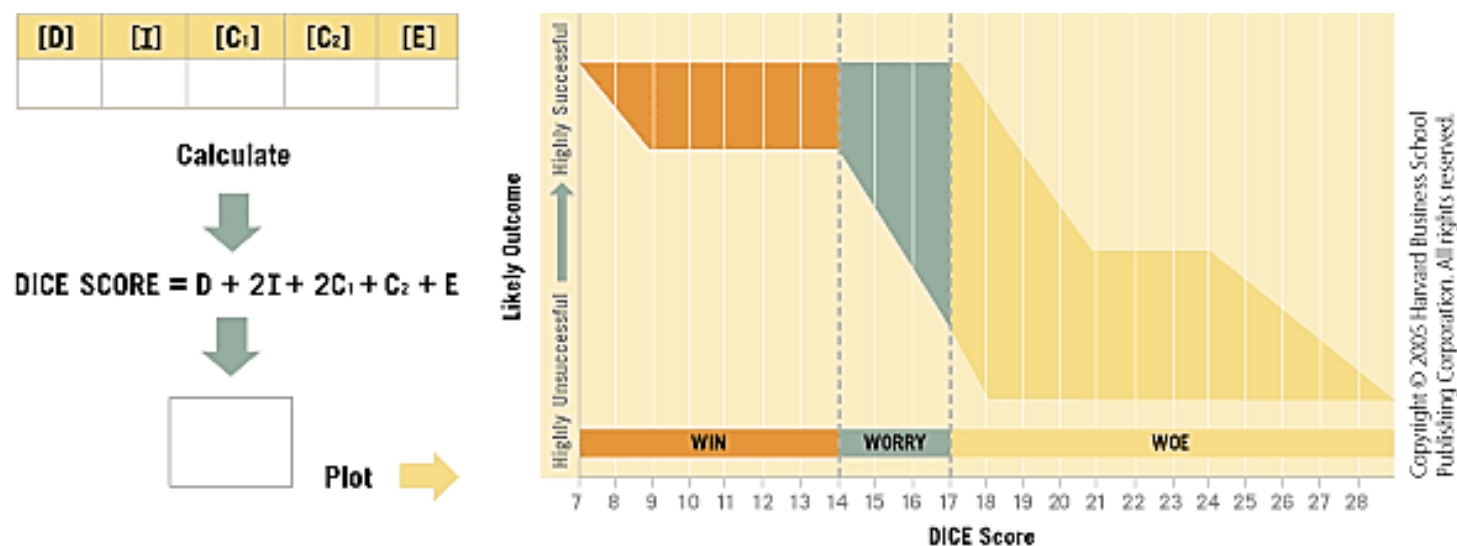 [D] [I] [C₁] [C₂] [E]
Calculate
DICE SCORE = D + 2I + 2C₁ + C₂ + E
Plot
Likely Outcome
Highly Unsuccessful
Highly Successful
WIN WORRY WOE
7 8 9 10 11 12 13 14 15 16 17 18 19 20 21 22 23 24 25 26 27 28
DICE Score
Copyright © 2005 Harvard Business School
Publishing Corporation. All rights reserved.